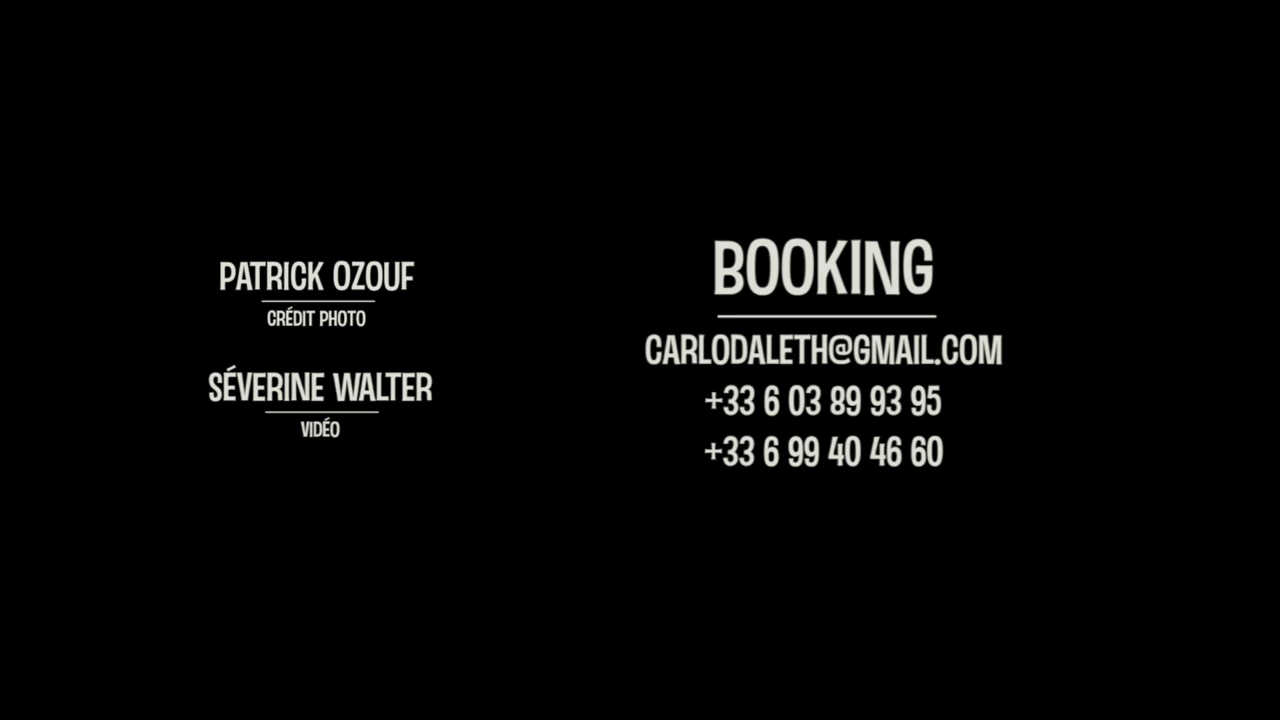 PATRICK OZOUF
CRÉDIT PHOTO
SÉVERINE WALTER
VIDÉO
BOOKING
CARLODALETH@GMAIL.COM
+33 6 03 89 93 95
+33 6 99 40 46 60